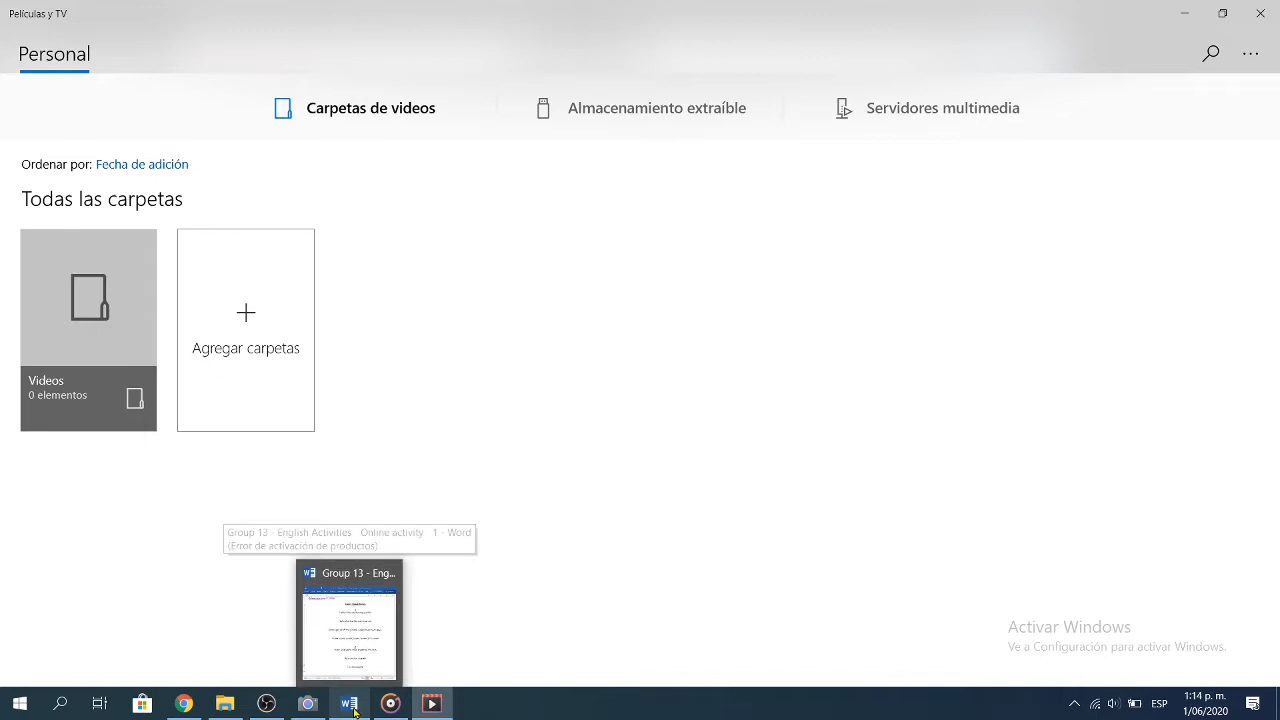 Películas y TV
Personal
Carpetas de videos
Almacenamiento extraíble
Servidores multimedia
Ordenar por: Fecha de adición
Todas las carpetas
Videos
0 elementos
Agregar carpetas
Group 13 - English Activities Online activity 1 - Word
(Error de activación de productos)
Group 13 - Eng...
Activar Windows
Ve a Configuración para activar Windows.
ESP
1:14 p. m.
1/06/2020